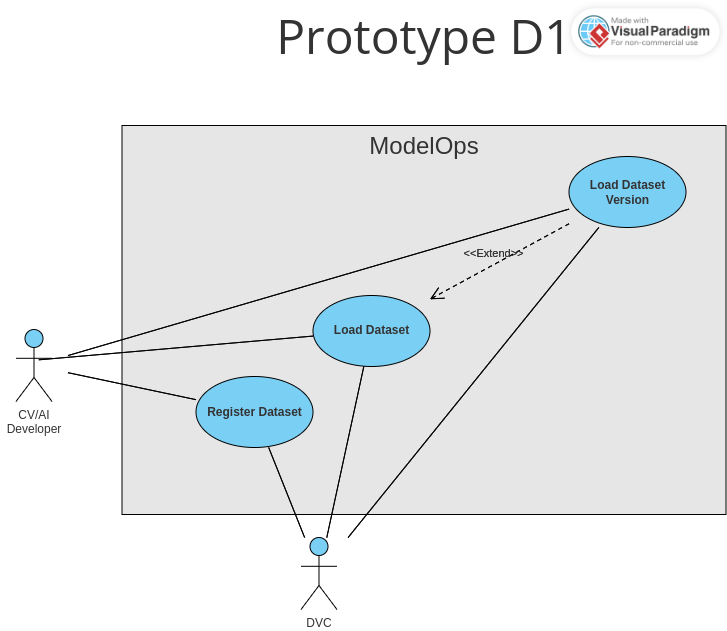 Prototype D1
Made with
Visual Paradigm
For non-commercial use
ModelOps
Load Dataset
Version
<<Extend>>
Load Dataset
Register Dataset
CV/AI
Developer
DVC